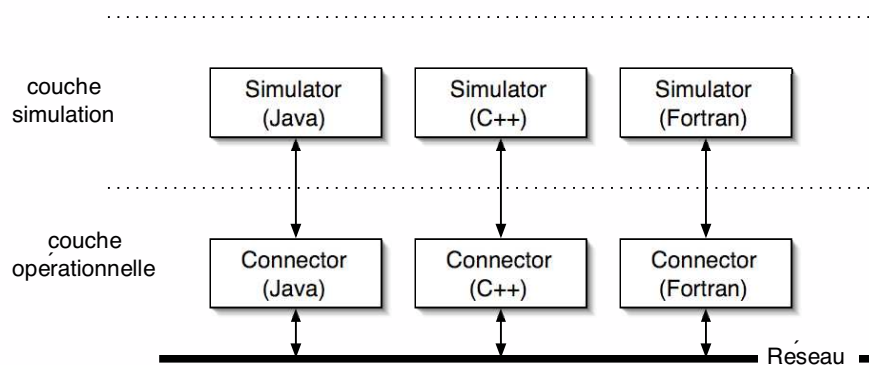 couche
simulation
Simulator
(Java)
Simulator
(C++)
Simulator
(Fortran)
couche
opérationnelle
Connector
(Java)
Connector
(C++)
Connector
(Fortran)
Réseau